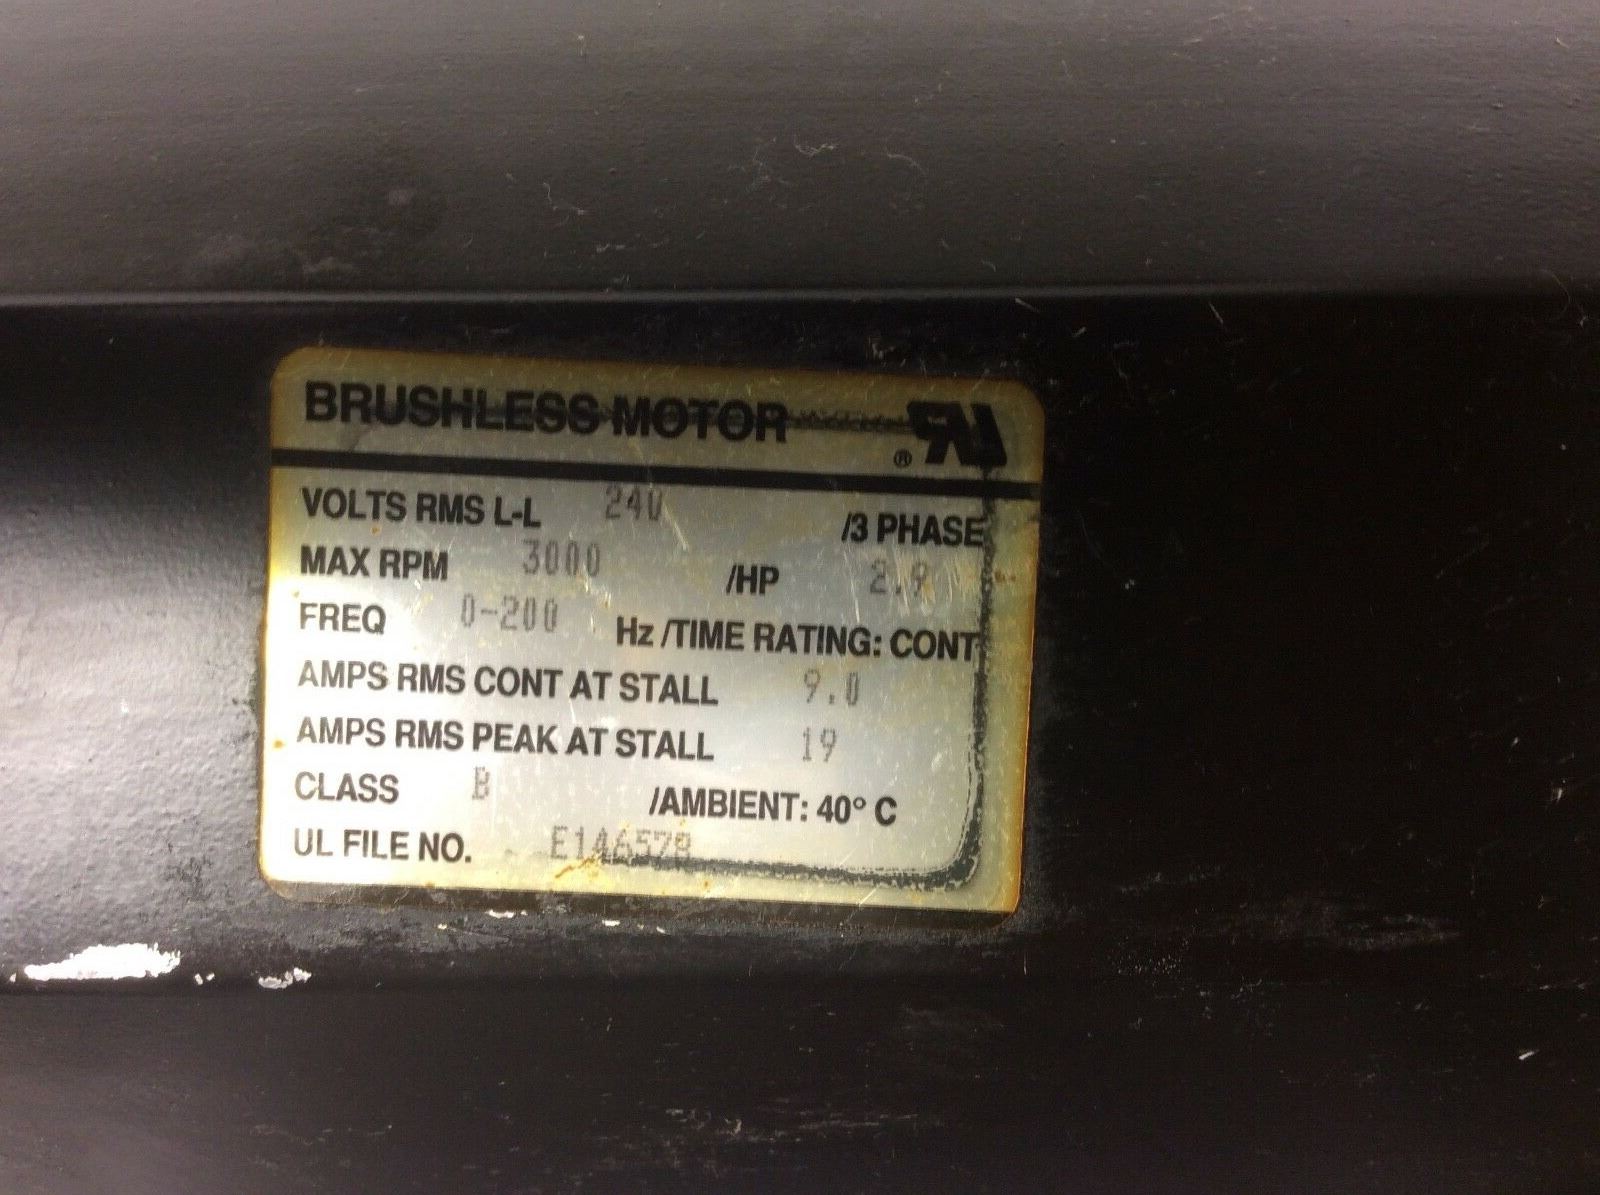 BRUSHLESS MOTOR
®
VOLTS RMS L-L 240 /3 PHASE
MAX RPM 3000 /HP 2.9
FREQ 0-200 Hz /TIME RATING: CONT
AMPS RMS CONT AT STALL 9.0
AMPS RMS PEAK AT STALL 19
CLASS B /AMBIENT: 40° C
UL FILE NO. E146578